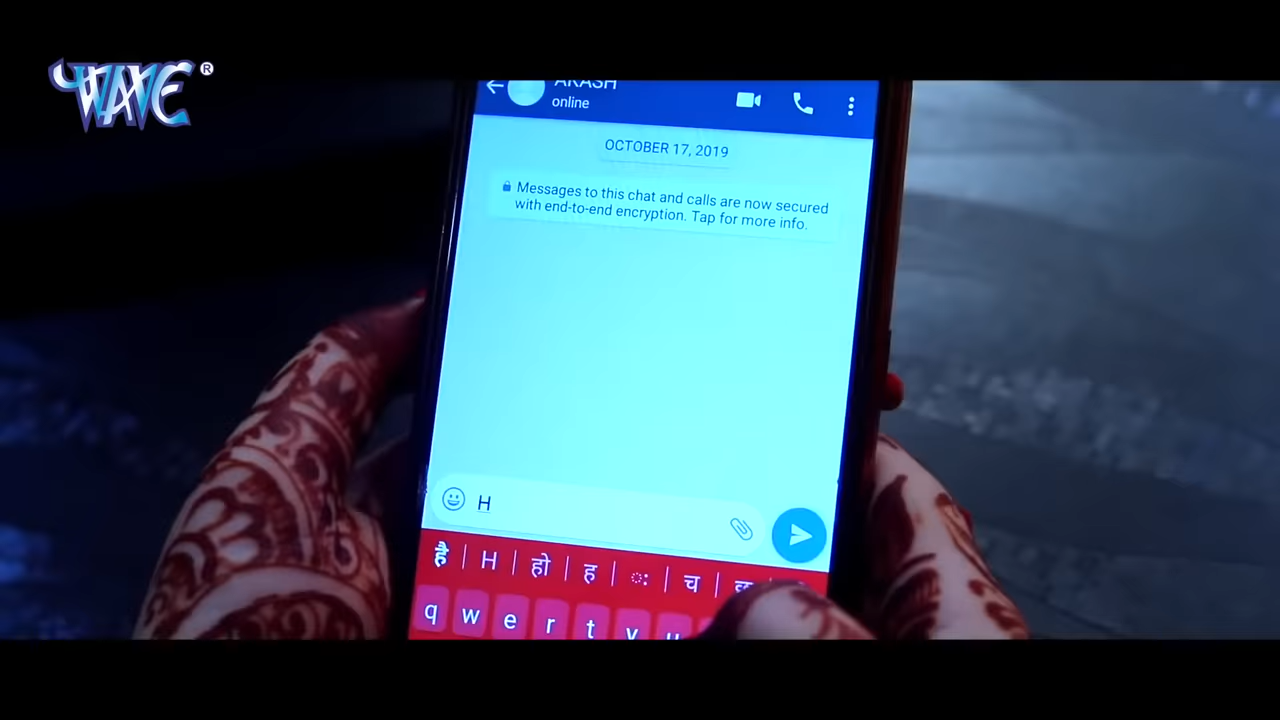 WAVE®
AKASH
online
OCTOBER 17, 2019
Messages to this chat and calls are now secured
with end-to-end encryption. Tap for more info.
H
है | H | हो | ह | ः | च
q w e r t y u